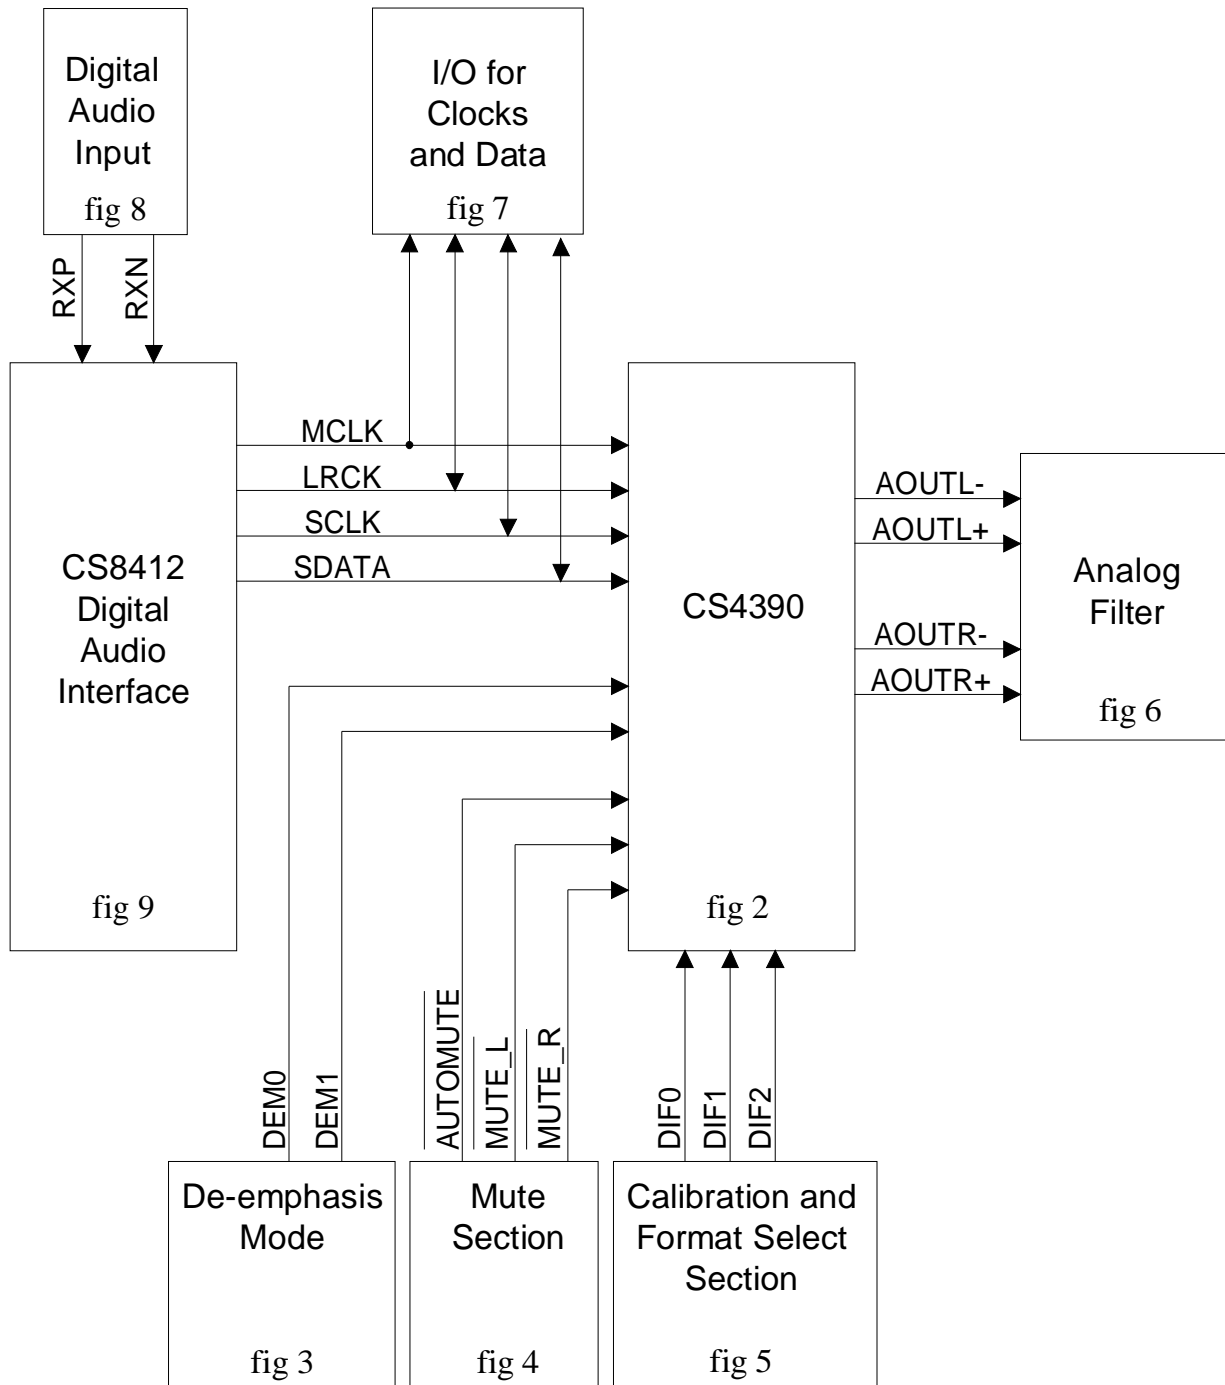 Digital
Audio
Input
fig 8
I/O for
Clocks
and Data
fig 7
RXP
RXN
MCLK
LRCK
SCLK
SDATA
CS8412
Digital
Audio
Interface
fig 9
CS4390
fig 2
AOUTL-
AOUTL+
AOUTR-
AOUTR+
Analog
Filter
fig 6
DEM0
DEM1
AUTOMUTE
MUTE_L
MUTE_R
DIF0
DIF1
DIF2
De-emphasis
Mode
fig 3
Mute
Section
fig 4
Calibration and
Format Select
Section
fig 5